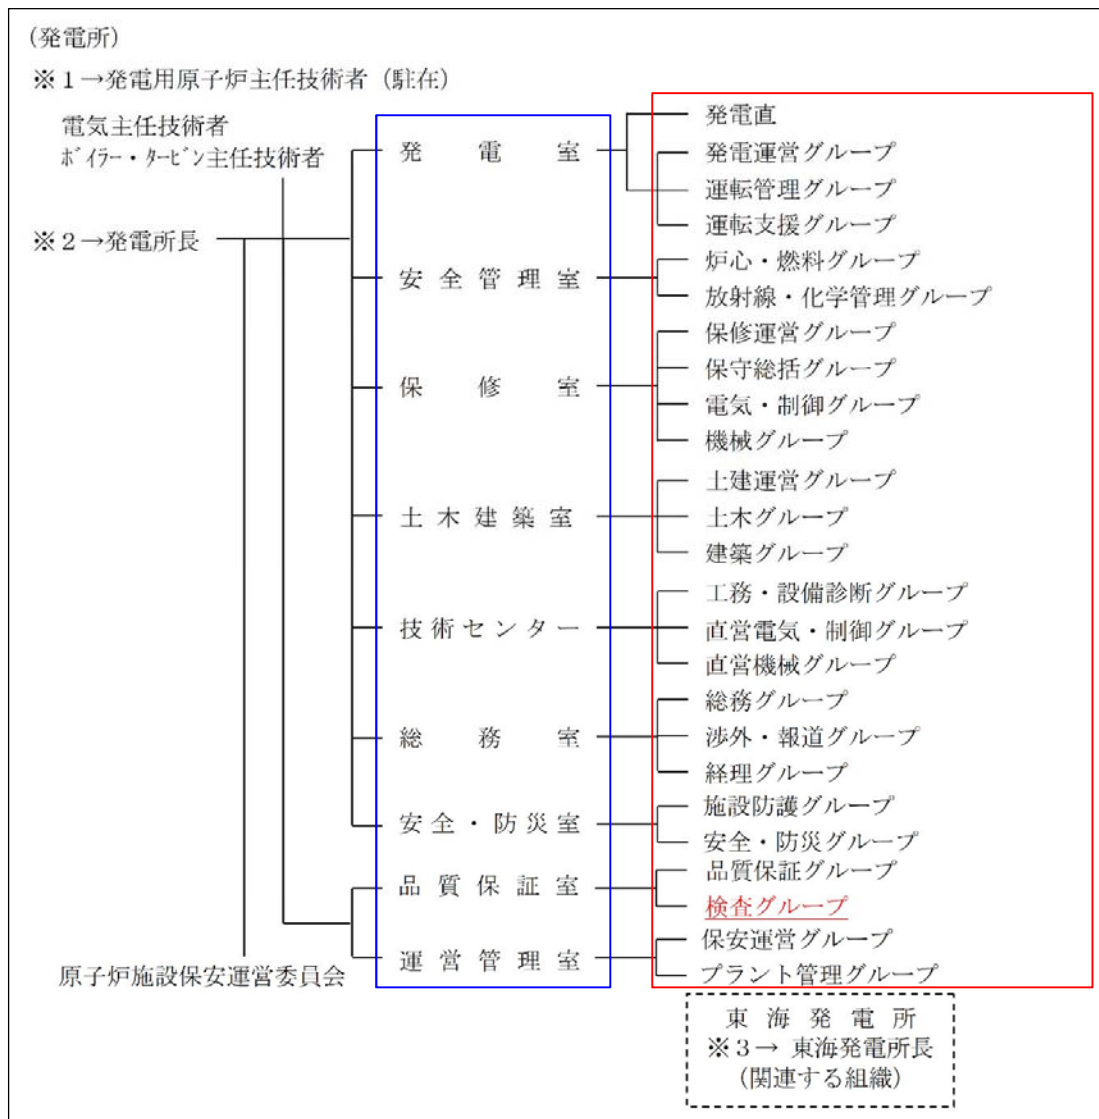 (発電所)
※1→発電用原子炉主任技術者(駐在)
電気主任技術者
ボイラー・タービン主任技術者
※2→発電所長
原子炉施設保安運営委員会
発電室
発電直
発電運営グループ
運転管理グループ
運転支援グループ
安全管理室
炉心・燃料グループ
放射線・化学管理グループ
保修室
保修運営グループ
保守総括グループ
電気・制御グループ
機械グループ
土木建築室
土建運営グループ
土木グループ
建築グループ
技術センター
工務・設備診断グループ
直営電気・制御グループ
直営機械グループ
総務室
総務グループ
渉外・報道グループ
経理グループ
安全・防災室
施設防護グループ
安全・防災グループ
品質保証室
品質保証グループ
検査グループ
運営管理室
保安運営グループ
プラント管理グループ
東海発電所
※3→ 東海発電所長
(関連する組織)